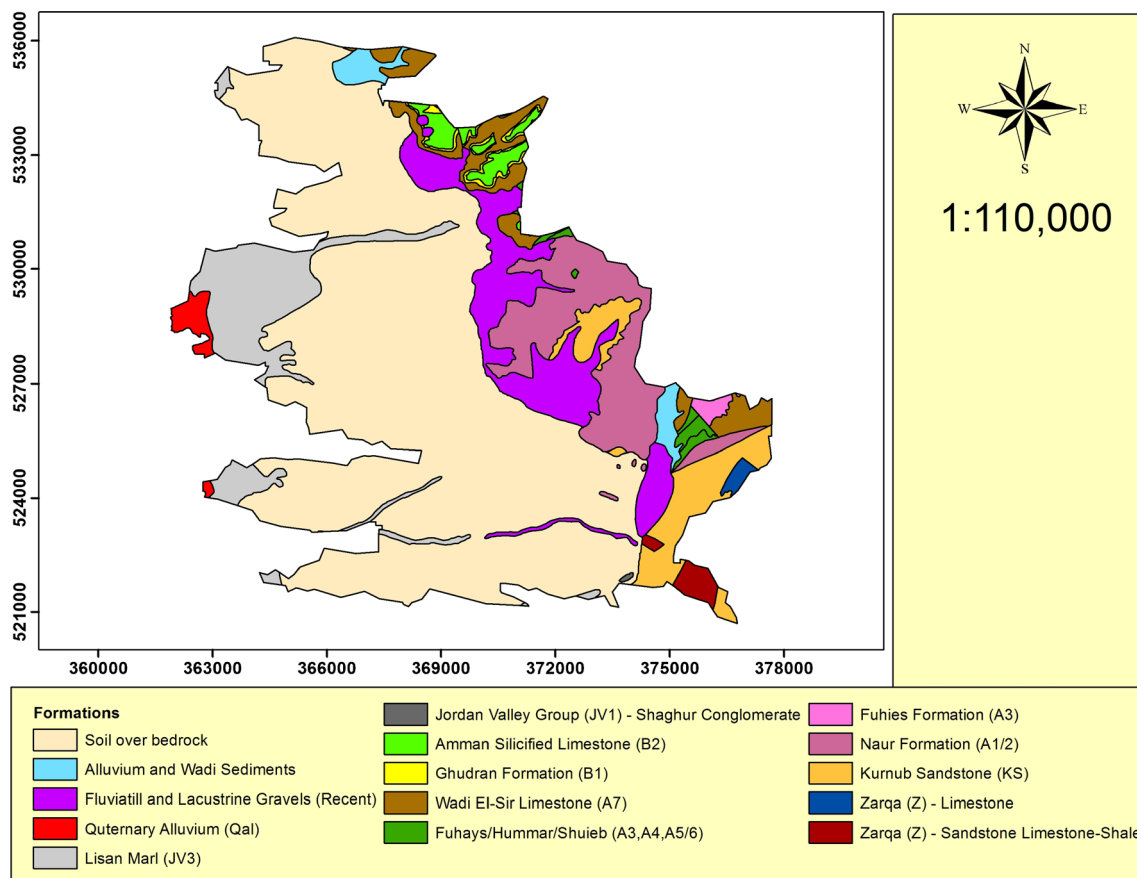 536000
533000
530000
527000
524000
521000
360000 363000 366000 369000 372000 375000 378000
N
W E
S
1:110,000
Formations
Soil over bedrock
Alluvium and Wadi Sediments
Fluviatill and Lacustrine Gravels (Recent)
Quternary Alluvium (Qal)
Lisan Marl (JV3)
Jordan Valley Group (JV1) - Shaghur Conglomerate
Amman Silicified Limestone (B2)
Ghudran Formation (B1)
Wadi El-Sir Limestone (A7)
Fuhays/Hummar/Shuieb (A3,A4,A5/6)
Fuhies Formation (A3)
Naur Formation (A1/2)
Kurnub Sandstone (KS)
Zarqa (Z) - Limestone
Zarqa (Z) - Sandstone Limestone-Shale